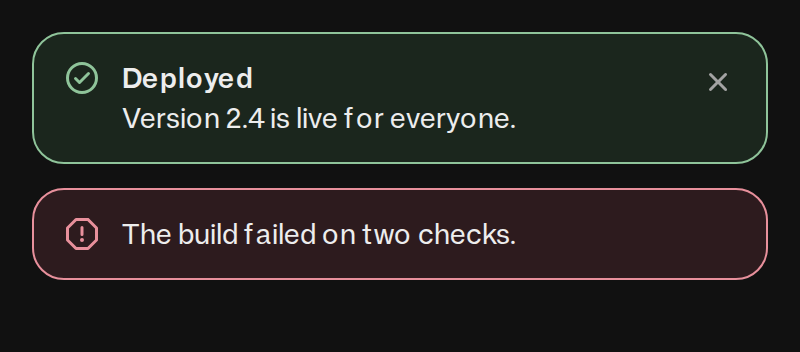 Deployed
Version 2.4 is live for everyone.
The build failed on two checks.